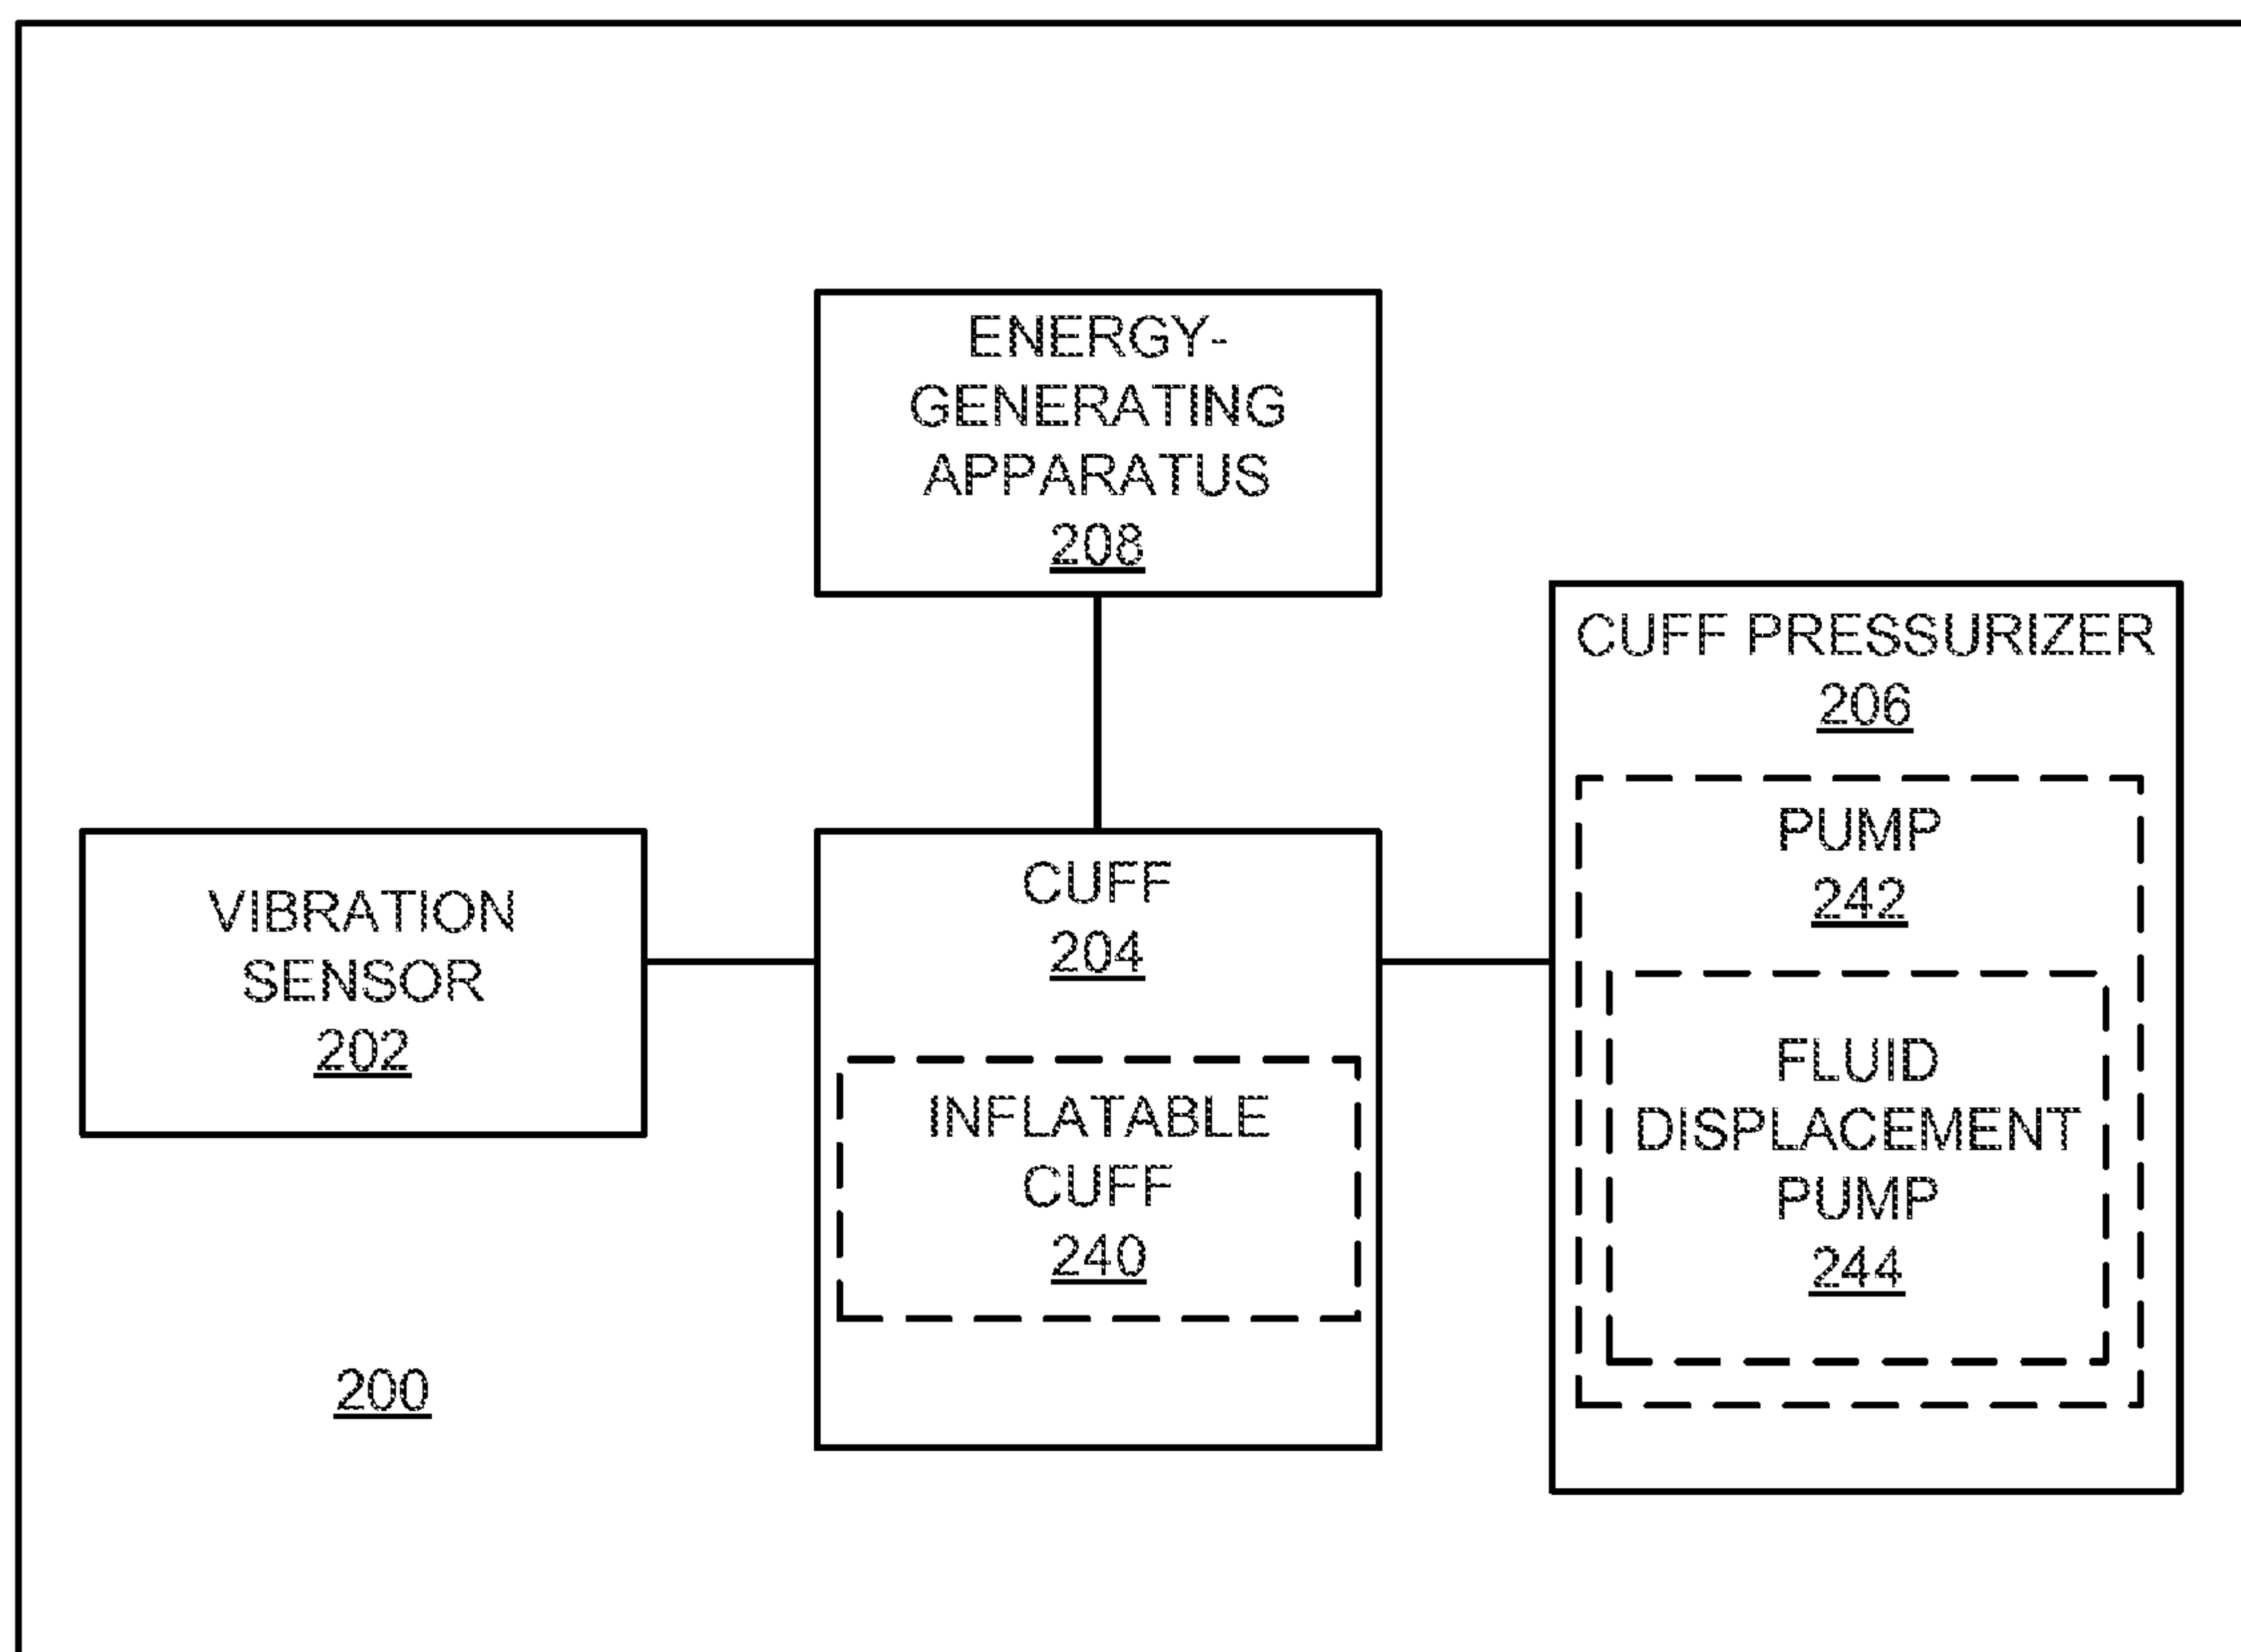 ENERGY-
GENERATING
APPARATUS
208
CUFF PRESSURIZER
206
PUMP
242
FLUID
DISPLACEMENT
PUMP
244
VIBRATION
SENSOR
202
CUFF
204
INFLATABLE
CUFF
240
200